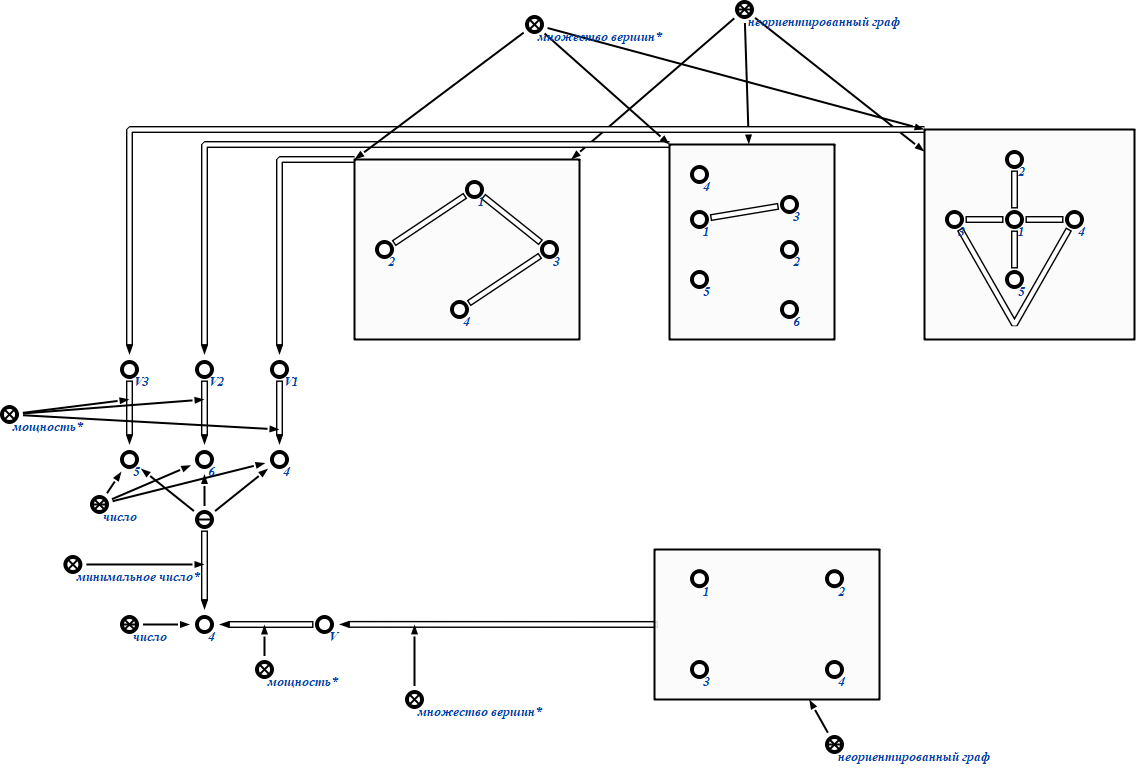 неориентированный граф
множество вершин*
2
4
1
1
3
3
1
4
2
3
2
5
5
4
6
V3
V2
V1
мощность*
5
6
4
число
минимальное число*
1
2
число
4
V
мощность*
3
4
множество вершин*
неориентированный граф